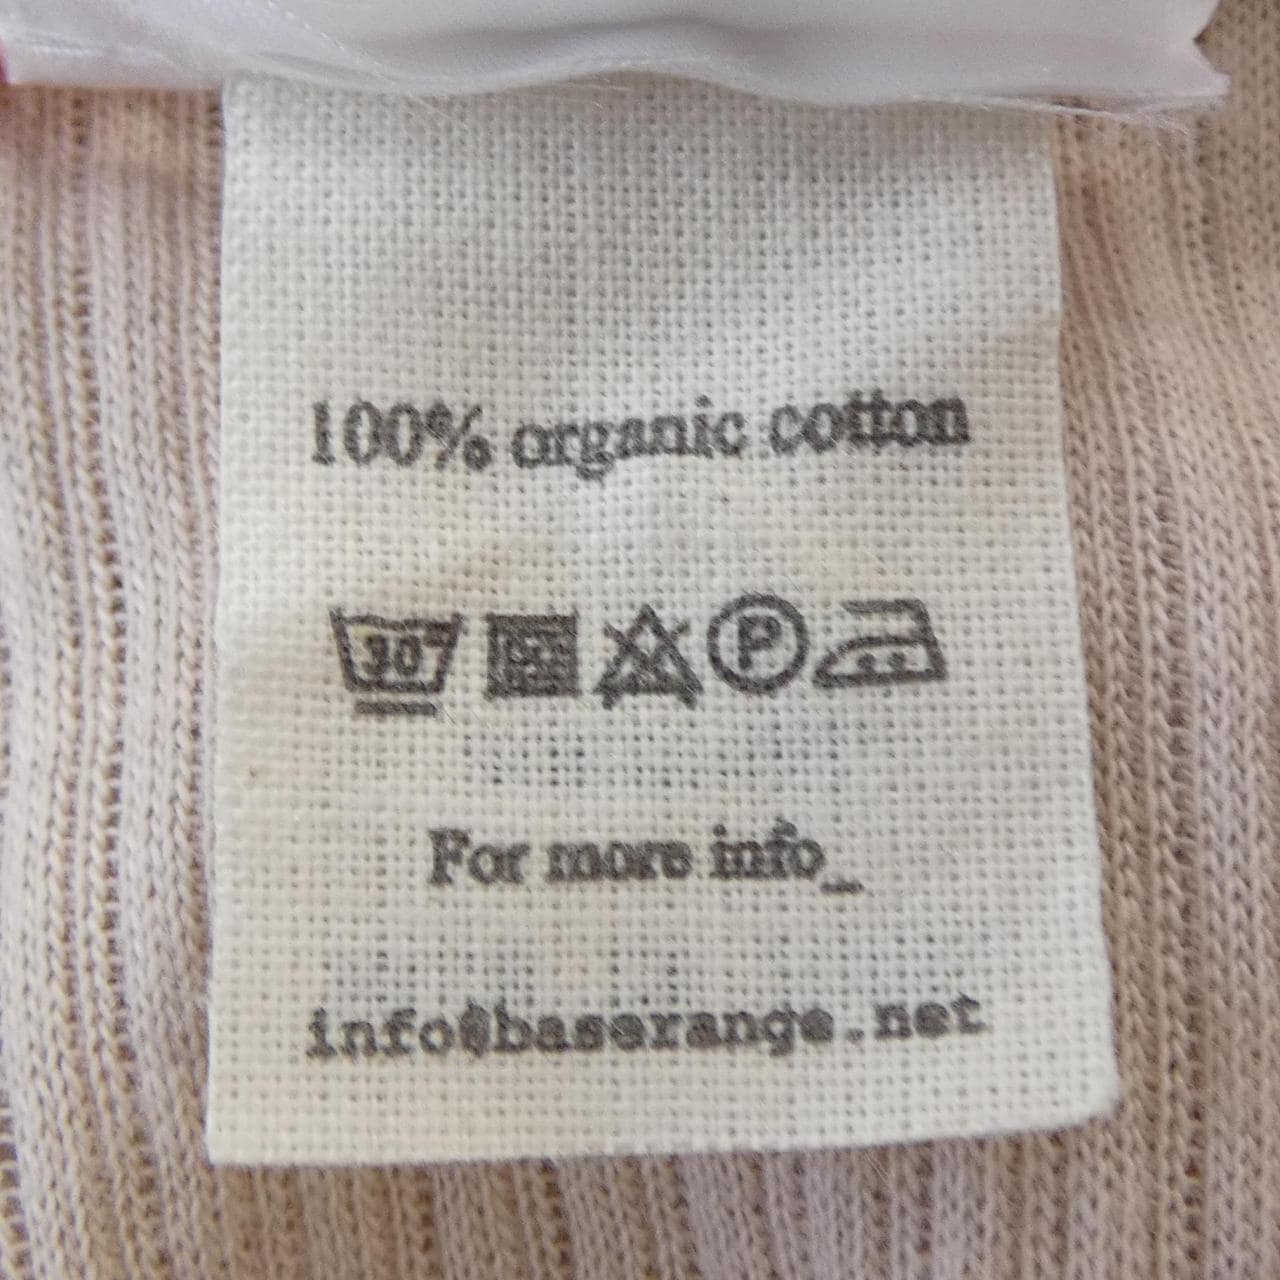 100% organic cotton
30
P
For more info_
info@baserange.net